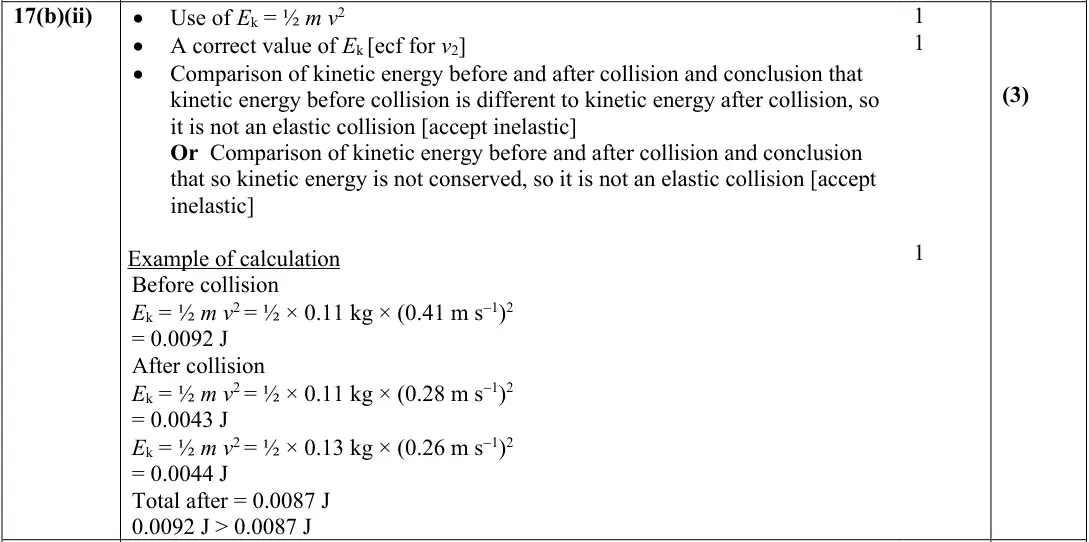 17(b)(ii) • Use of Eₖ = ½ m v² 1
• A correct value of Eₖ [ecf for v₂] 1
• Comparison of kinetic energy before and after collision and conclusion that
kinetic energy before collision is different to kinetic energy after collision, so
(3)
it is not an elastic collision [accept inelastic]
Or Comparison of kinetic energy before and after collision and conclusion
that so kinetic energy is not conserved, so it is not an elastic collision [accept
inelastic]
Example of calculation 1
Before collision
Eₖ = ½ m v² = ½ × 0.11 kg × (0.41 m s⁻¹)²
= 0.0092 J
After collision
Eₖ = ½ m v² = ½ × 0.11 kg × (0.28 m s⁻¹)²
= 0.0043 J
Eₖ = ½ m v² = ½ × 0.13 kg × (0.26 m s⁻¹)²
= 0.0044 J
Total after = 0.0087 J
0.0092 J > 0.0087 J